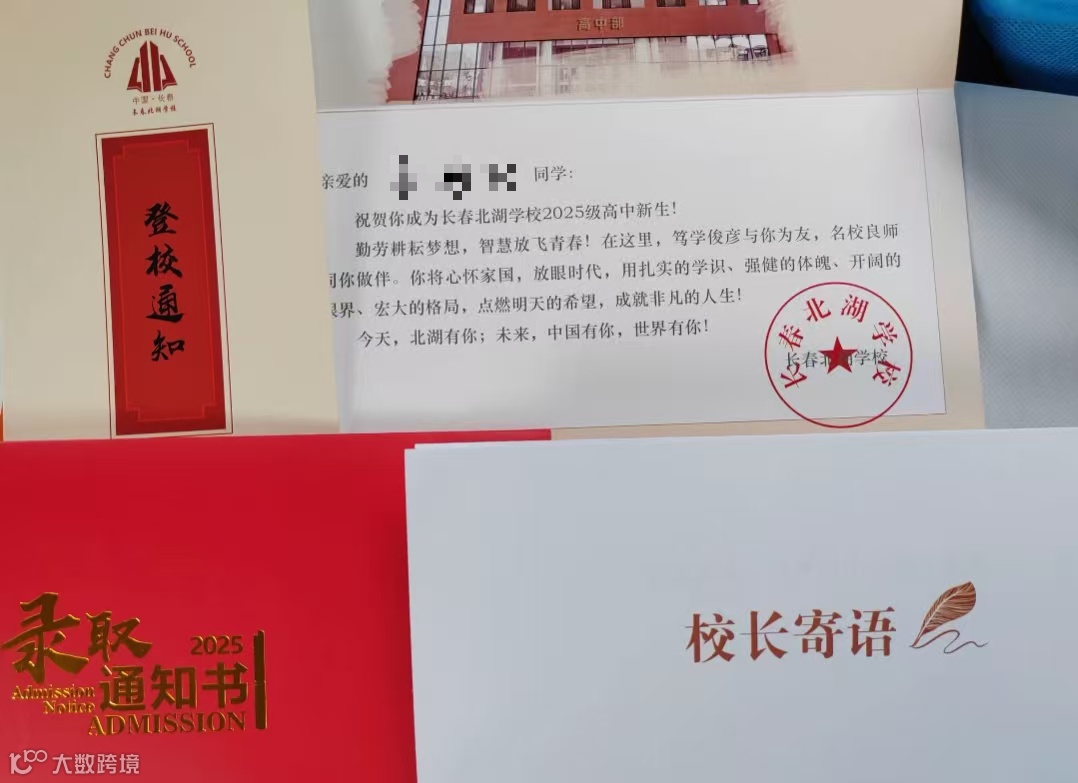 CHANG CHUN BEI HU SCHOOL
中国·长春
长春北湖学校
登校通知
高中部
亲爱的 同学：
祝贺你成为长春北湖学校2025级高中新生！
勤劳耕耘梦想，智慧放飞青春！在这里，笃学俊彦与你为友，名校良师
同你做伴。你将心怀家国，放眼时代，用扎实的学识、强健的体魄、开阔的
眼界、宏大的格局，点燃明天的希望，成就非凡的人生！
今天，北湖有你；未来，中国有你，世界有你！
长春北湖学校
长春北湖学校
录取
2025
通知书
Admission
Notice
ADMISSION
校长寄语
大数跨境